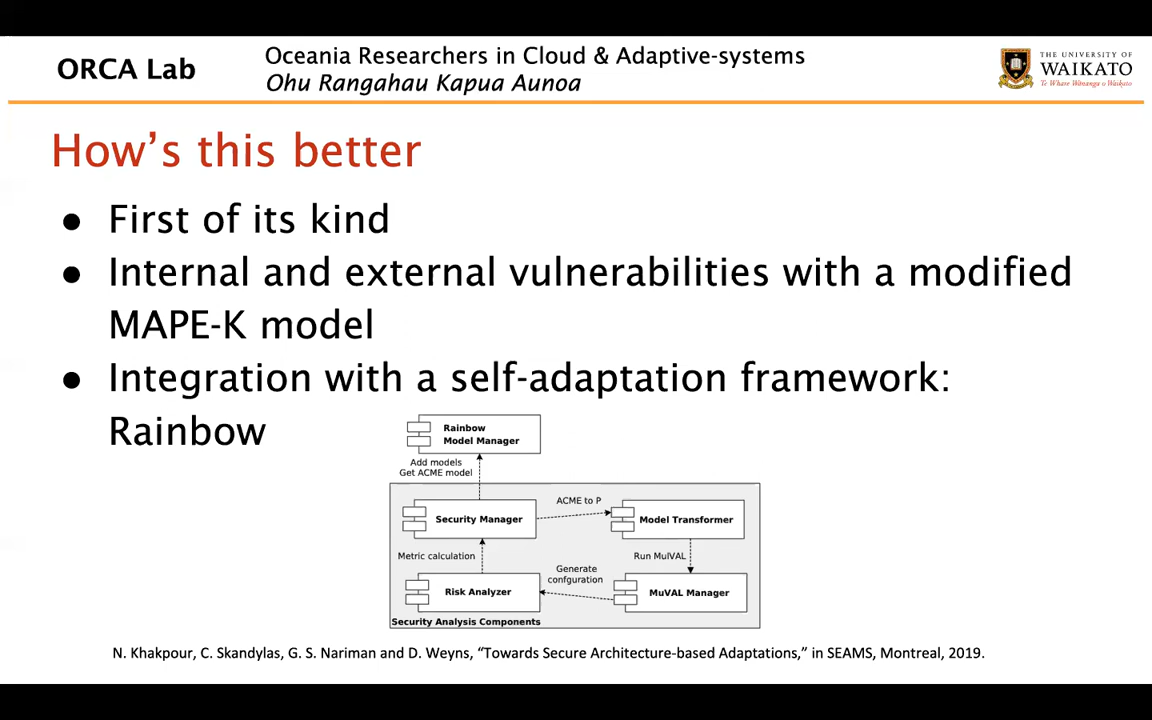 ORCA Lab
Oceania Researchers in Cloud & Adaptive-systems
Ohu Rangahau Kapua Aunoa
THE UNIVERSITY OF
WAIKATO
Te Whare Wānanga o Waikato
How's this better
● First of its kind
● Internal and external vulnerabilities with a modified
MAPE-K model
● Integration with a self-adaptation framework:
Rainbow
Rainbow
Model Manager
Add models
Get ACME model
Security Manager
ACME to P
Model Transformer
Metric calculation
Run MulVAL
Generate
confguration
Risk Analyzer
MuVAL Manager
Security Analysis Components
N. Khakpour, C. Skandylas, G. S. Nariman and D. Weyns, “Towards Secure Architecture-based Adaptations,” in SEAMS, Montreal, 2019.